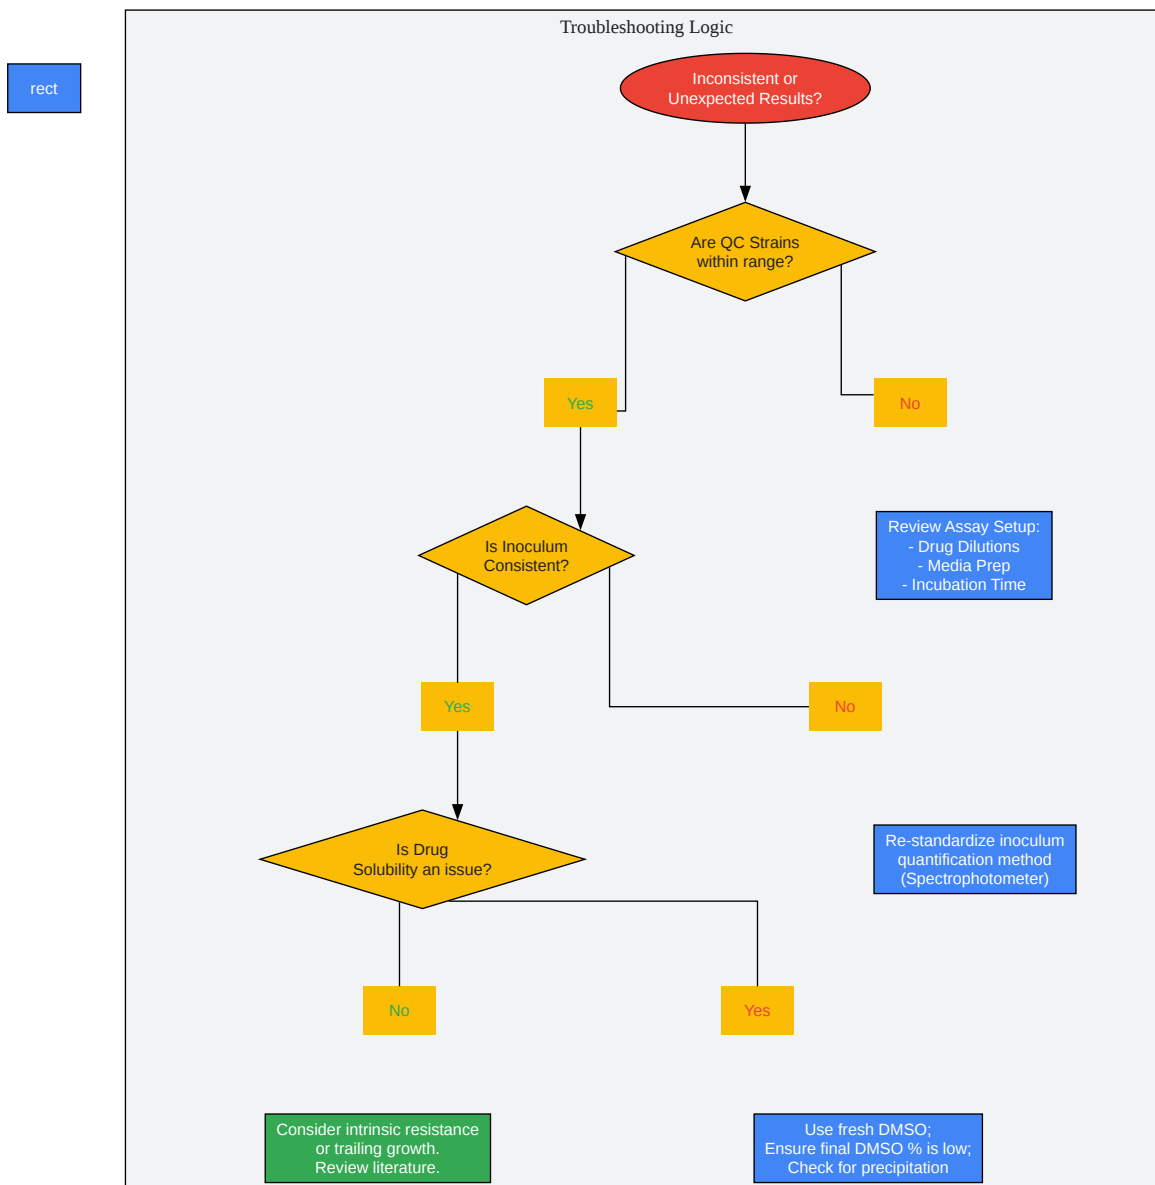 Troubleshooting Logic
rect
Inconsistent or
Unexpected Results?
Are QC Strains
within range?
Yes
No
Is Inoculum
Consistent?
Review Assay Setup:
- Drug Dilutions
- Media Prep
- Incubation Time
Yes
No
Is Drug
Solubility an issue?
Re-standardize inoculum
quantification method
(Spectrophotometer)
No
Yes
Consider intrinsic resistance
or trailing growth.
Review literature.
Use fresh DMSO;
Ensure final DMSO % is low;
Check for precipitation